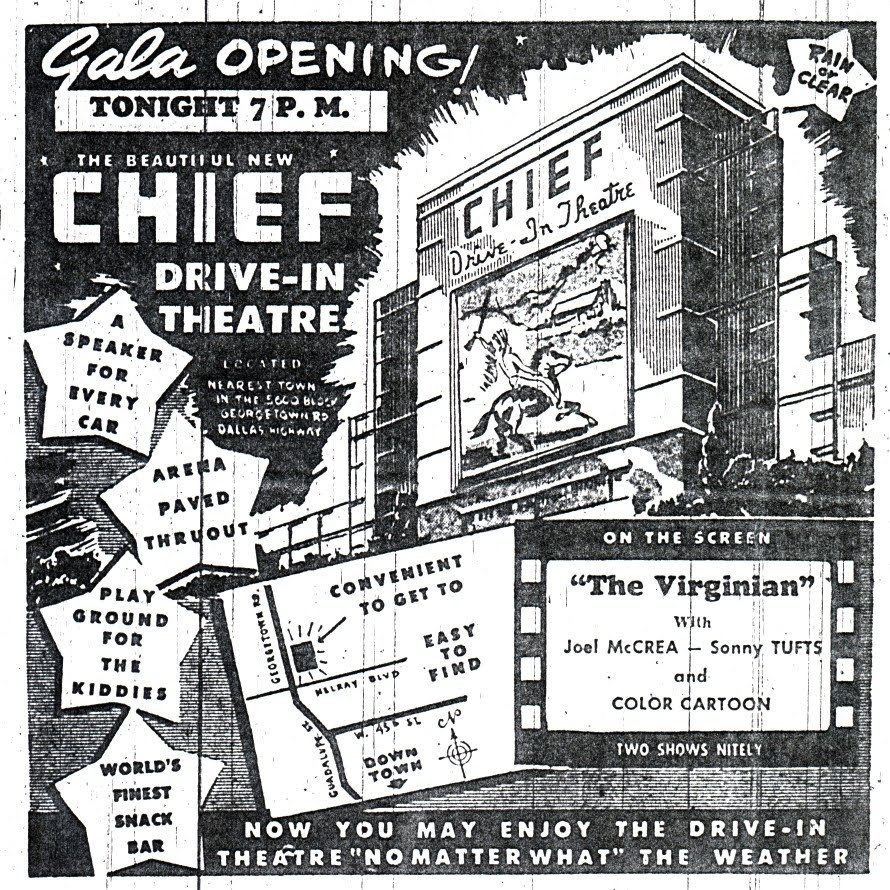 Gala OPENING!
TONIGHT 7 P. M.
RAIN
or
CLEAR
THE BEAUTIFUL NEW
CHIEF
DRIVE-IN
THEATRE
CHIEF
Drive-In Theatre
LOCATED
NEAREST TOWN
IN THE 5600 BLOCK
GEORGETOWN RD
DALLAS HIGHWAY
A
SPEAKER
FOR
EVERY
CAR
ARENA
PAVED
THRUOUT
PLAY
GROUND
FOR
THE
KIDDIES
WORLD'S
FINEST
SNACK
BAR
CONVENIENT
TO GET TO
EASY
TO
FIND
GEORGETOWN RD.
NELRAY BLVD
W. 45th St.
GUADALUPE St
DOWN
TOWN
N
ON THE SCREEN
"The Virginian"
With
Joel McCREA — Sonny TUFTS
and
COLOR CARTOON
TWO SHOWS NITELY
NOW YOU MAY ENJOY THE DRIVE-IN
THEATRE "NO MATTER WHAT" THE WEATHER